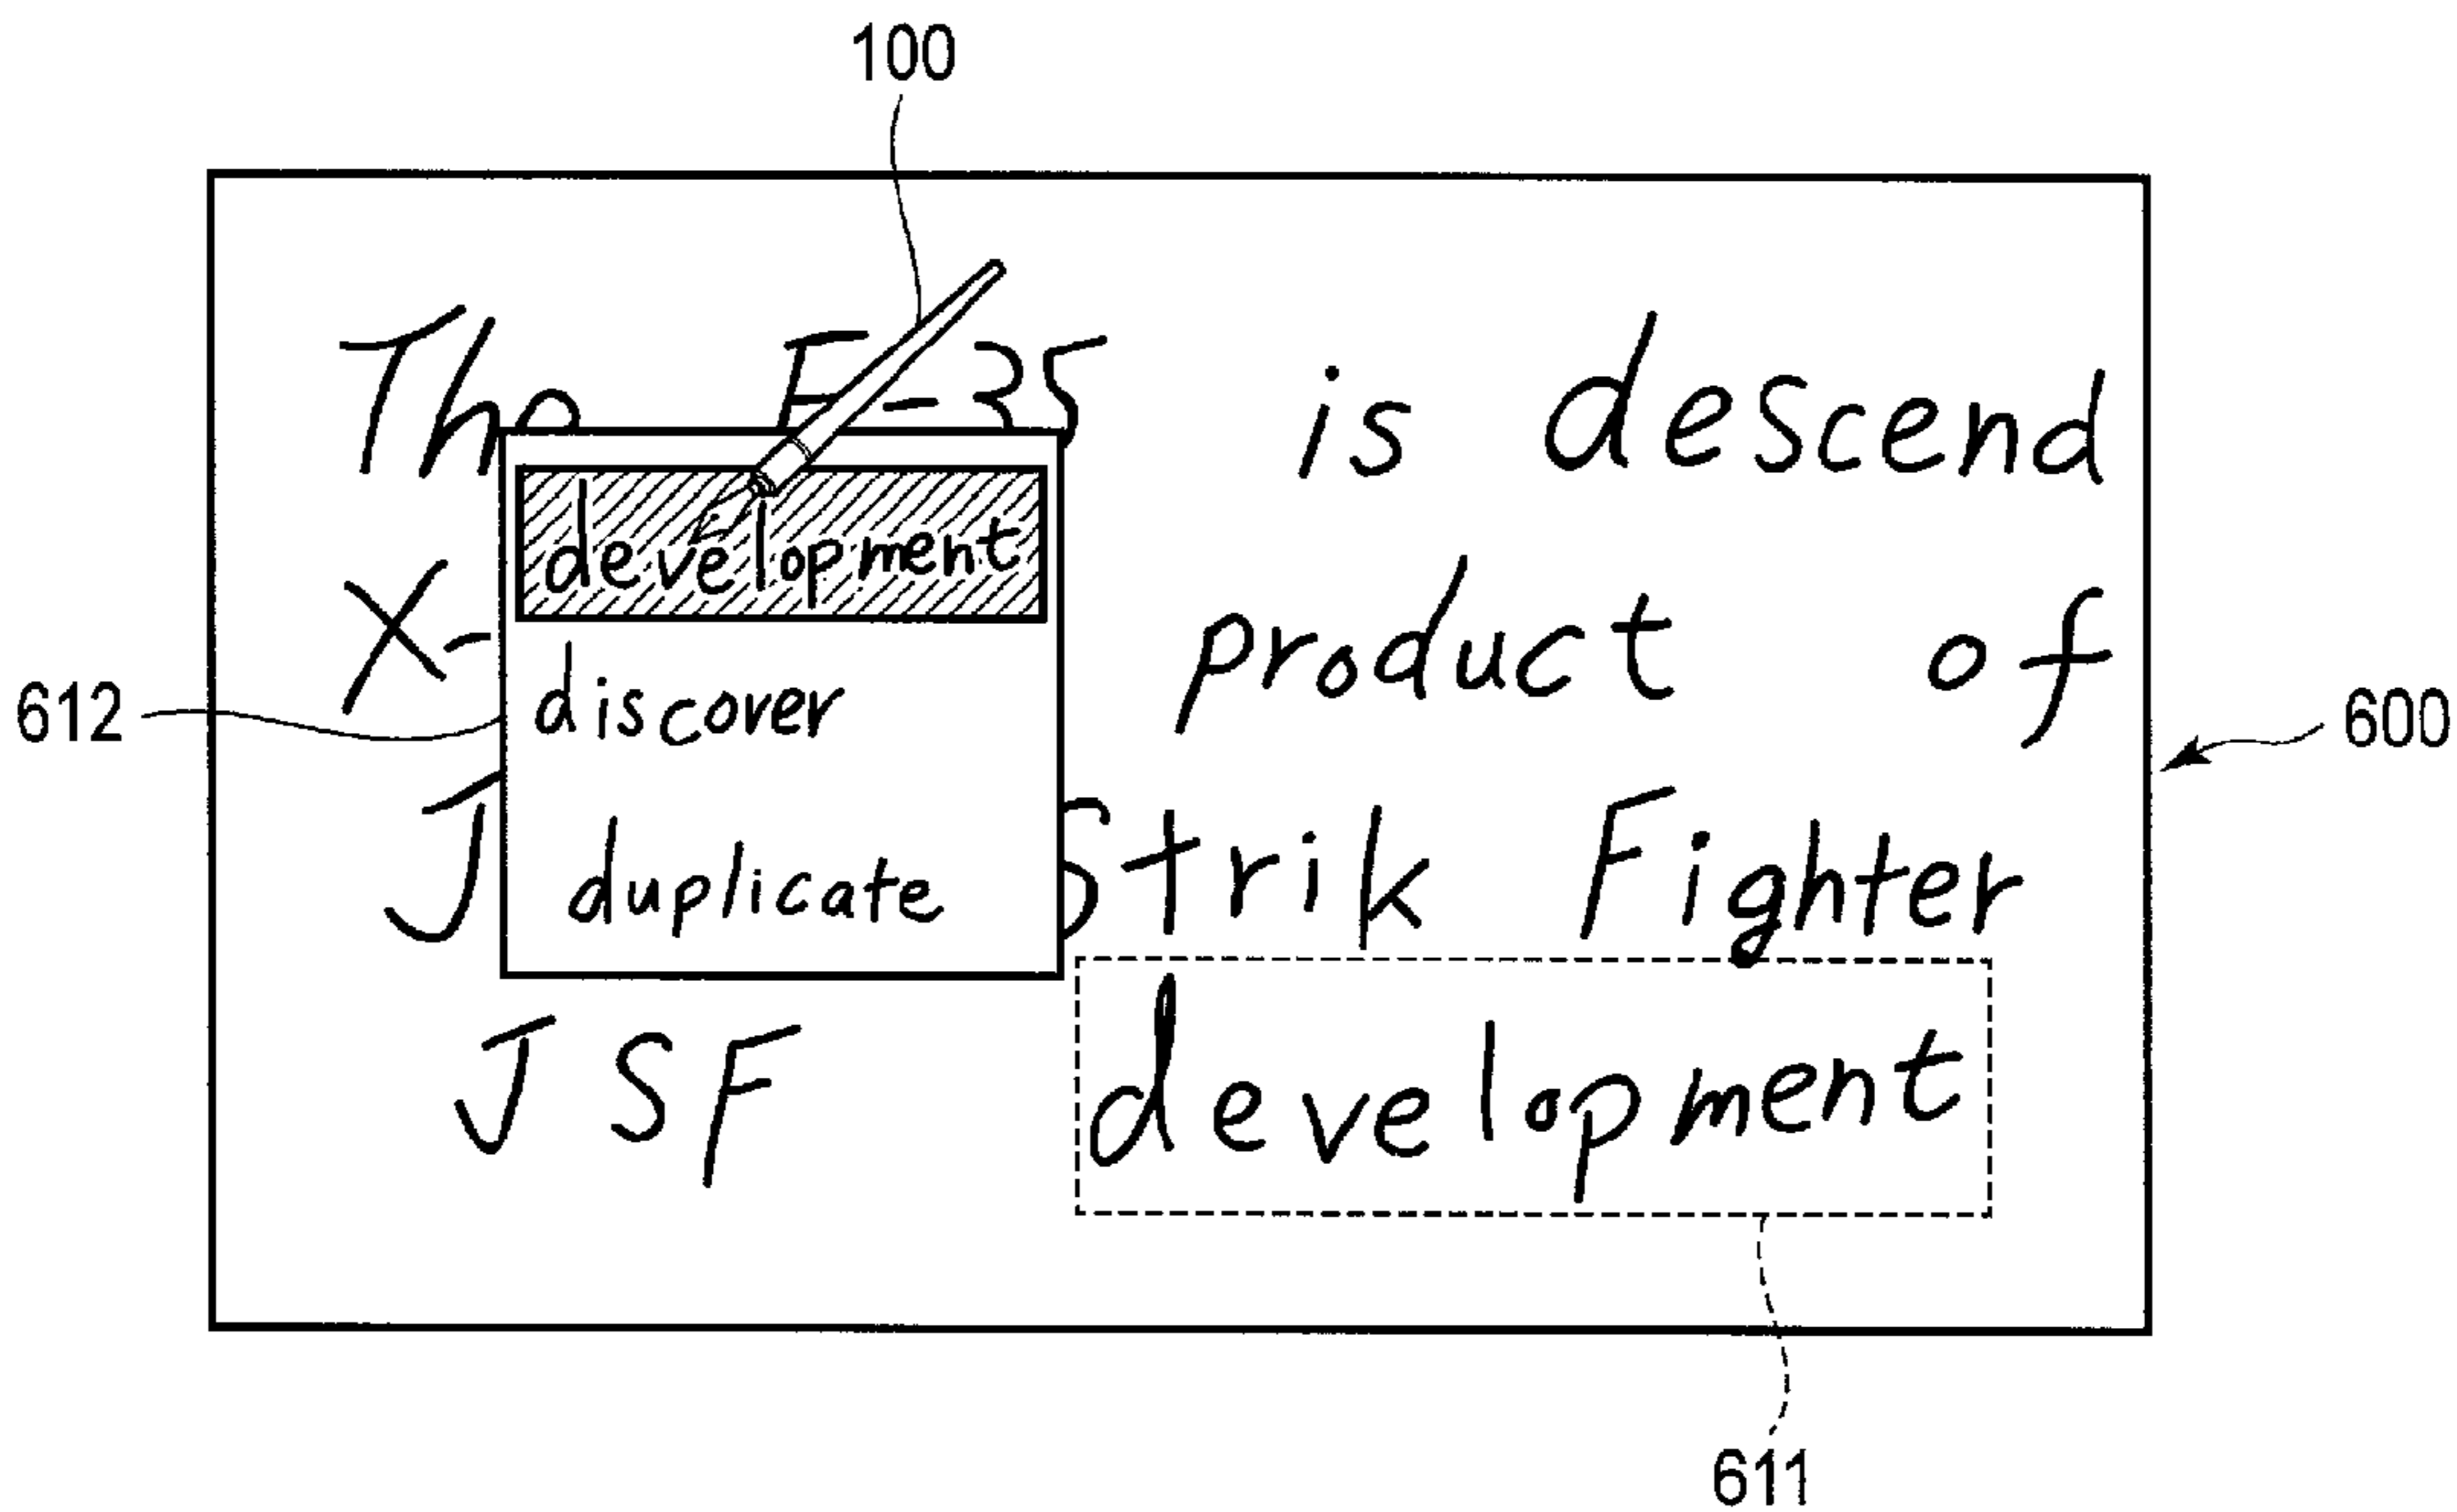 100
The F-35 is descend
development
X- product of
discover
612
600
J Strik Fighter
duplicate
JSF development
611